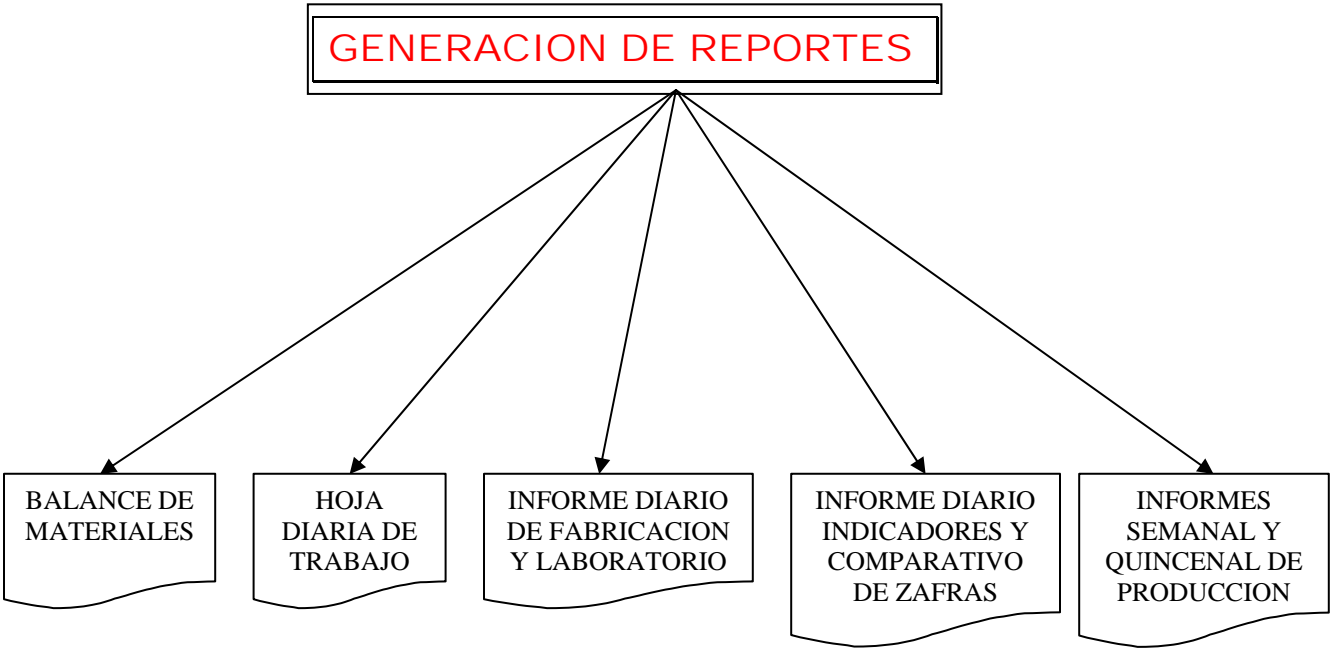 GENERACION DE REPORTES
BALANCE DE
MATERIALES
HOJA
DIARIA DE
TRABAJO
INFORME DIARIO
DE FABRICACION
Y LABORATORIO
INFORME DIARIO
INDICADORES Y
COMPARATIVO
DE ZAFRAS
INFORMES
SEMANAL Y
QUINCENAL DE
PRODUCCION